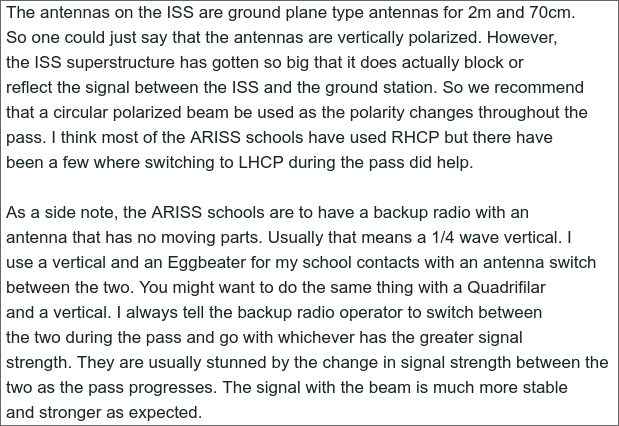 The antennas on the ISS are ground plane type antennas for 2m and 70cm.
So one could just say that the antennas are vertically polarized. However,
the ISS superstructure has gotten so big that it does actually block or
reflect the signal between the ISS and the ground station. So we recommend
that a circular polarized beam be used as the polarity changes throughout the
pass. I think most of the ARISS schools have used RHCP but there have
been a few where switching to LHCP during the pass did help.

As a side note, the ARISS schools are to have a backup radio with an
antenna that has no moving parts. Usually that means a 1/4 wave vertical. I
use a vertical and an Eggbeater for my school contacts with an antenna switch
between the two. You might want to do the same thing with a Quadrifilar
and a vertical. I always tell the backup radio operator to switch between
the two during the pass and go with whichever has the greater signal
strength. They are usually stunned by the change in signal strength between the
two as the pass progresses. The signal with the beam is much more stable
and stronger as expected.